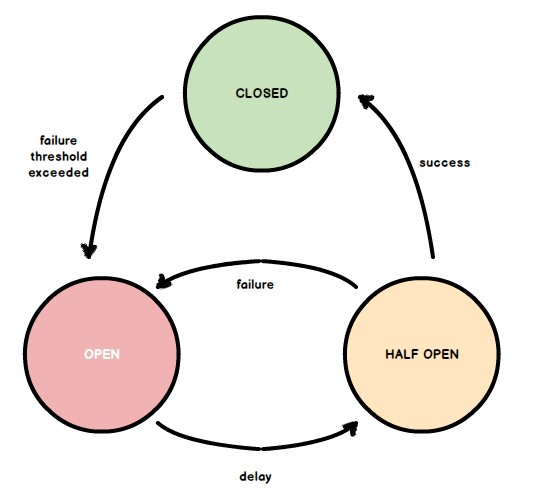 CLOSED
failure
threshold
exceeded
success
failure
OPEN
HALF OPEN
delay